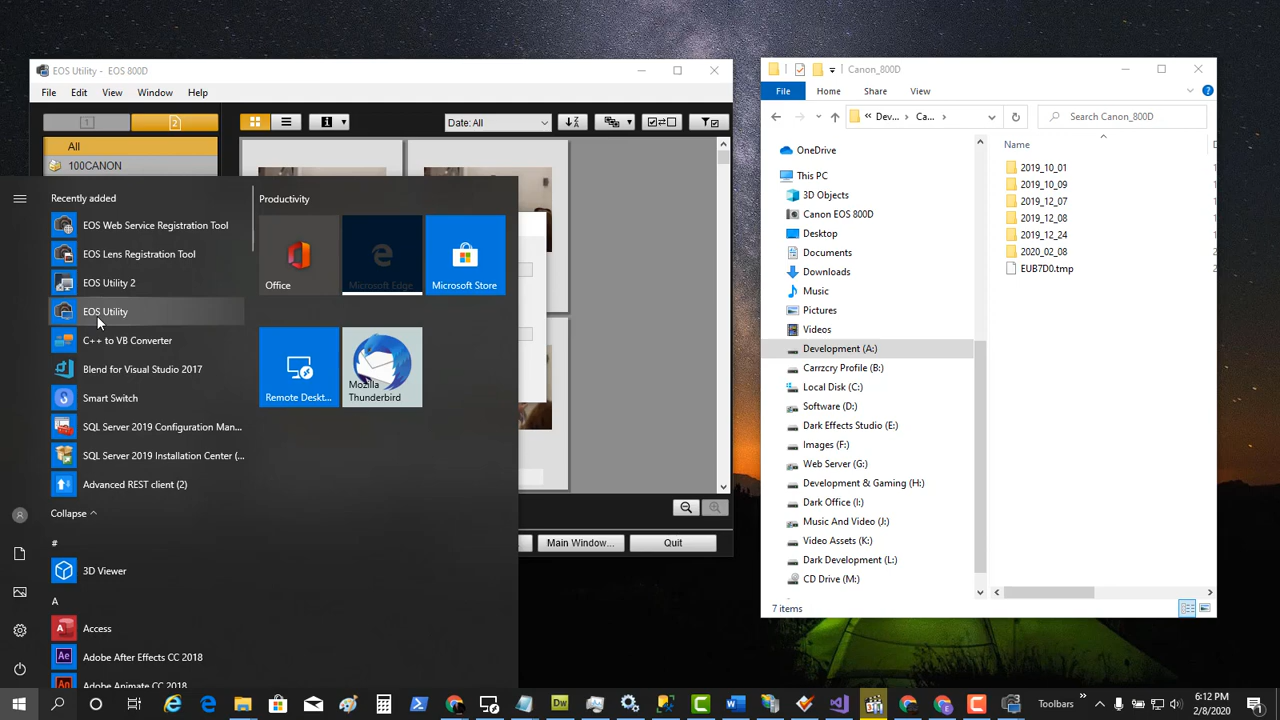 EOS Utility - EOS 800D
File Edit View Window Help
1 2
Date: All
All
100CANON
Recently added
EOS Web Service Registration Tool
EOS Lens Registration Tool
EOS Utility 2
EOS Utility
C++ to VB Converter
Blend for Visual Studio 2017
Smart Switch
SQL Server 2019 Configuration Man...
SQL Server 2019 Installation Center (...
Advanced REST client (2)
Collapse
#
3D Viewer
A
Access
Adobe After Effects CC 2018
Adobe Animate CC 2018
Productivity
Office
Microsoft Edge
Microsoft Store
Remote Deskt...
Mozilla
Thunderbird
Main Window...
Quit
Canon_800D
File Home Share View
« Dev... › Ca... ›
Search Canon_800D
OneDrive
This PC
3D Objects
Canon EOS 800D
Desktop
Documents
Downloads
Music
Pictures
Videos
Development (A:)
Carrzcry Profile (B:)
Local Disk (C:)
Software (D:)
Dark Effects Studio (E:)
Images (F:)
Web Server (G:)
Development & Gaming (H:)
Dark Office (I:)
Music And Video (J:)
Video Assets (K:)
Dark Development (L:)
CD Drive (M:)
Name
2019_10_01
2019_10_09
2019_12_07
2019_12_08
2019_12_24
2020_02_08
EUB7D0.tmp
7 items
Toolbars
6:12 PM
2/8/2020